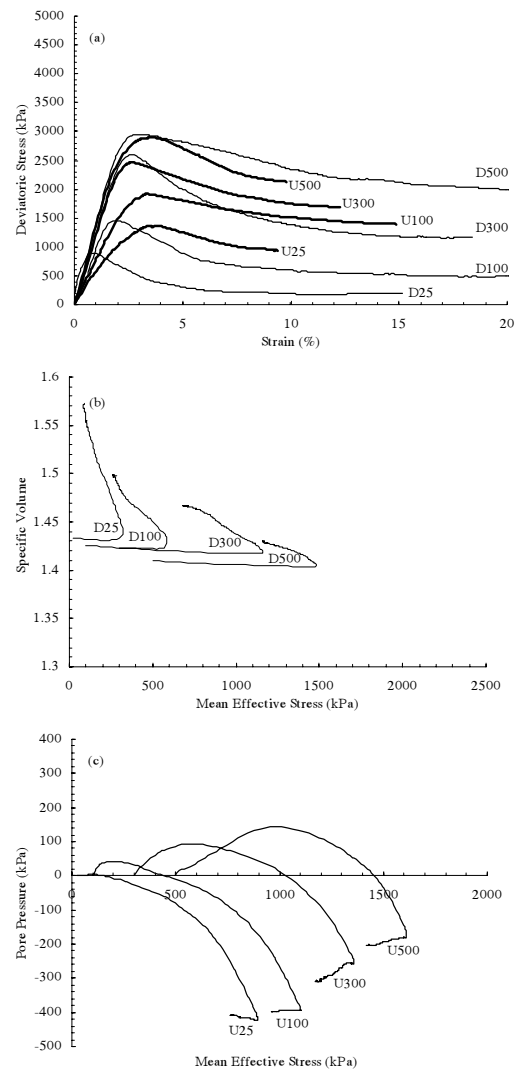 (a)
5000
4500
4000
3500
3000
2500
2000
1500
1000
500
0
Deviatoric Stress (kPa)
D500
U500
U300
U100
D300
U25
D100
D25
0 5 10 15 20
Strain (%)
(b)
1.6
1.55
1.5
1.45
1.4
1.35
1.3
Specific Volume
D25
D100
D300
D500
0 500 1000 1500 2000 2500
Mean Effective Stress (kPa)
(c)
400
300
200
100
0
-100
-200
-300
-400
-500
Pore Pressure (kPa)
0 500 1000 1500 2000
U500
U300
U25
U100
Mean Effective Stress (kPa)